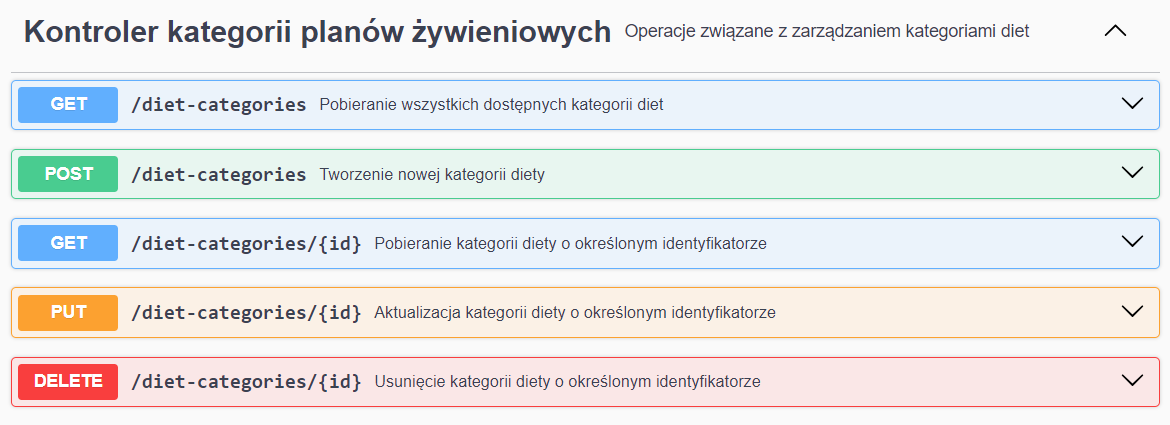 Kontroler kategorii planów żywieniowych Operacje związane z zarządzaniem kategoriami diet
GET /diet-categories Pobieranie wszystkich dostępnych kategorii diet
POST /diet-categories Tworzenie nowej kategorii diety
GET /diet-categories/{id} Pobieranie kategorii diety o określonym identyfikatorze
PUT /diet-categories/{id} Aktualizacja kategorii diety o określonym identyfikatorze
DELETE /diet-categories/{id} Usunięcie kategorii diety o określonym identyfikatorze